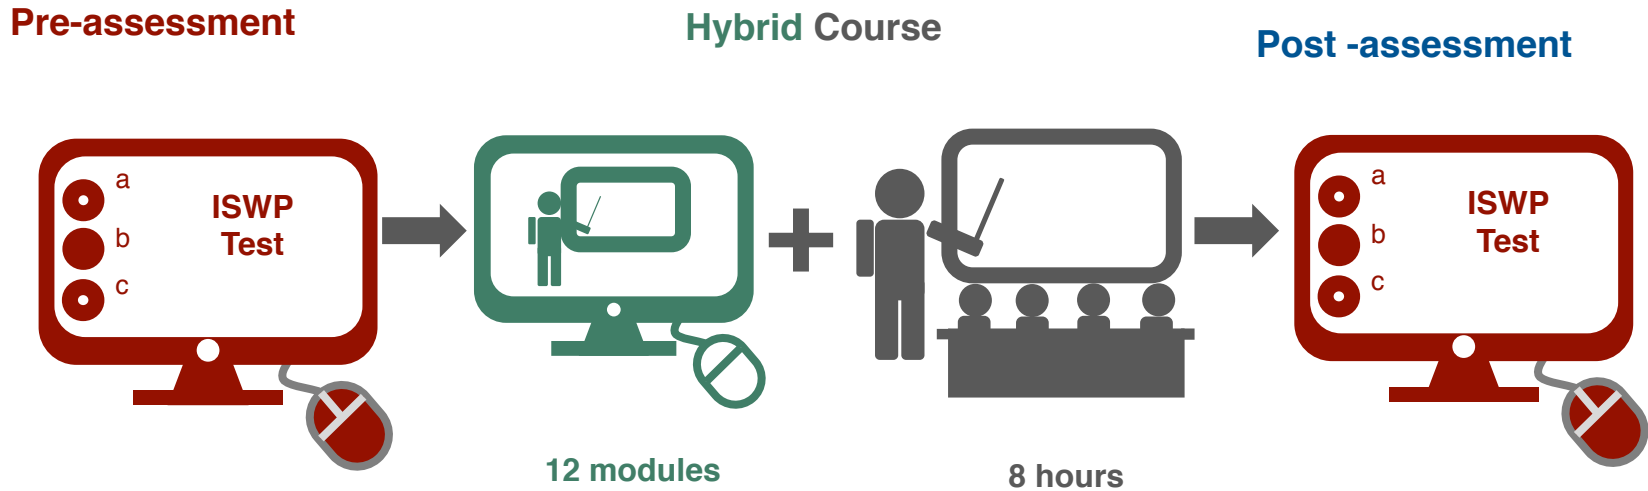 Pre-assessment
Hybrid Course
Post -assessment
a
b
c
ISWP
Test
a
b
c
ISWP
Test
12 modules
8 hours